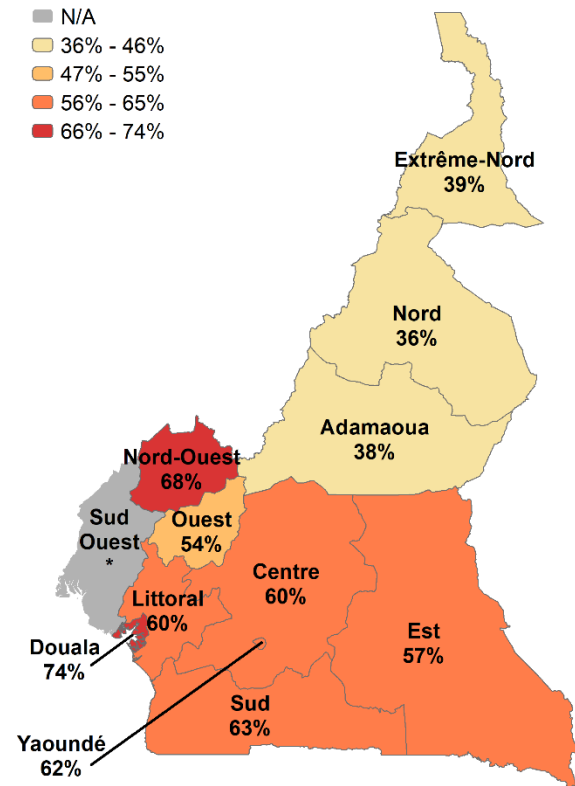 N/A
36% - 46%
47% - 55%
56% - 65%
66% - 74%
Extrême-Nord
39%
Nord
36%
Adamaoua
38%
Nord-Ouest
68%
Sud
Ouest
*
Ouest
54%
Centre
60%
Littoral
60%
Est
57%
Douala
74%
Sud
63%
Yaoundé
62%